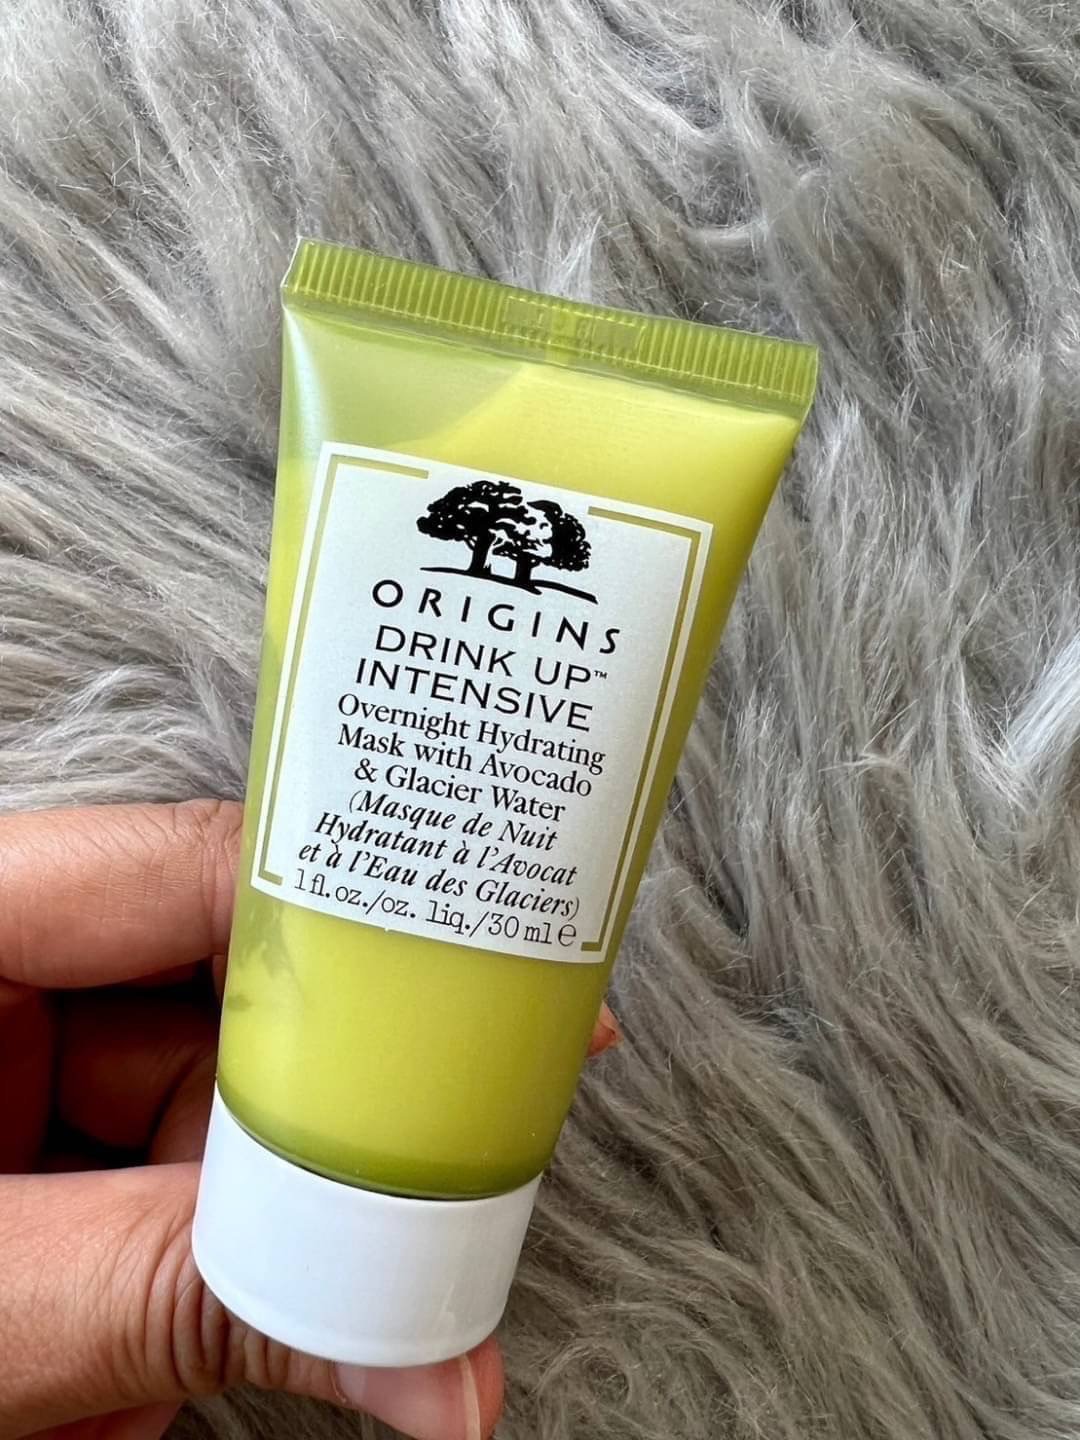 ORIGINS
DRINK UP™
INTENSIVE
Overnight Hydrating
Mask with Avocado
& Glacier Water
(Masque de Nuit
Hydratant à l'Avocat
et à l'Eau des Glaciers)
1 fl. oz./oz. liq./30 ml ℮